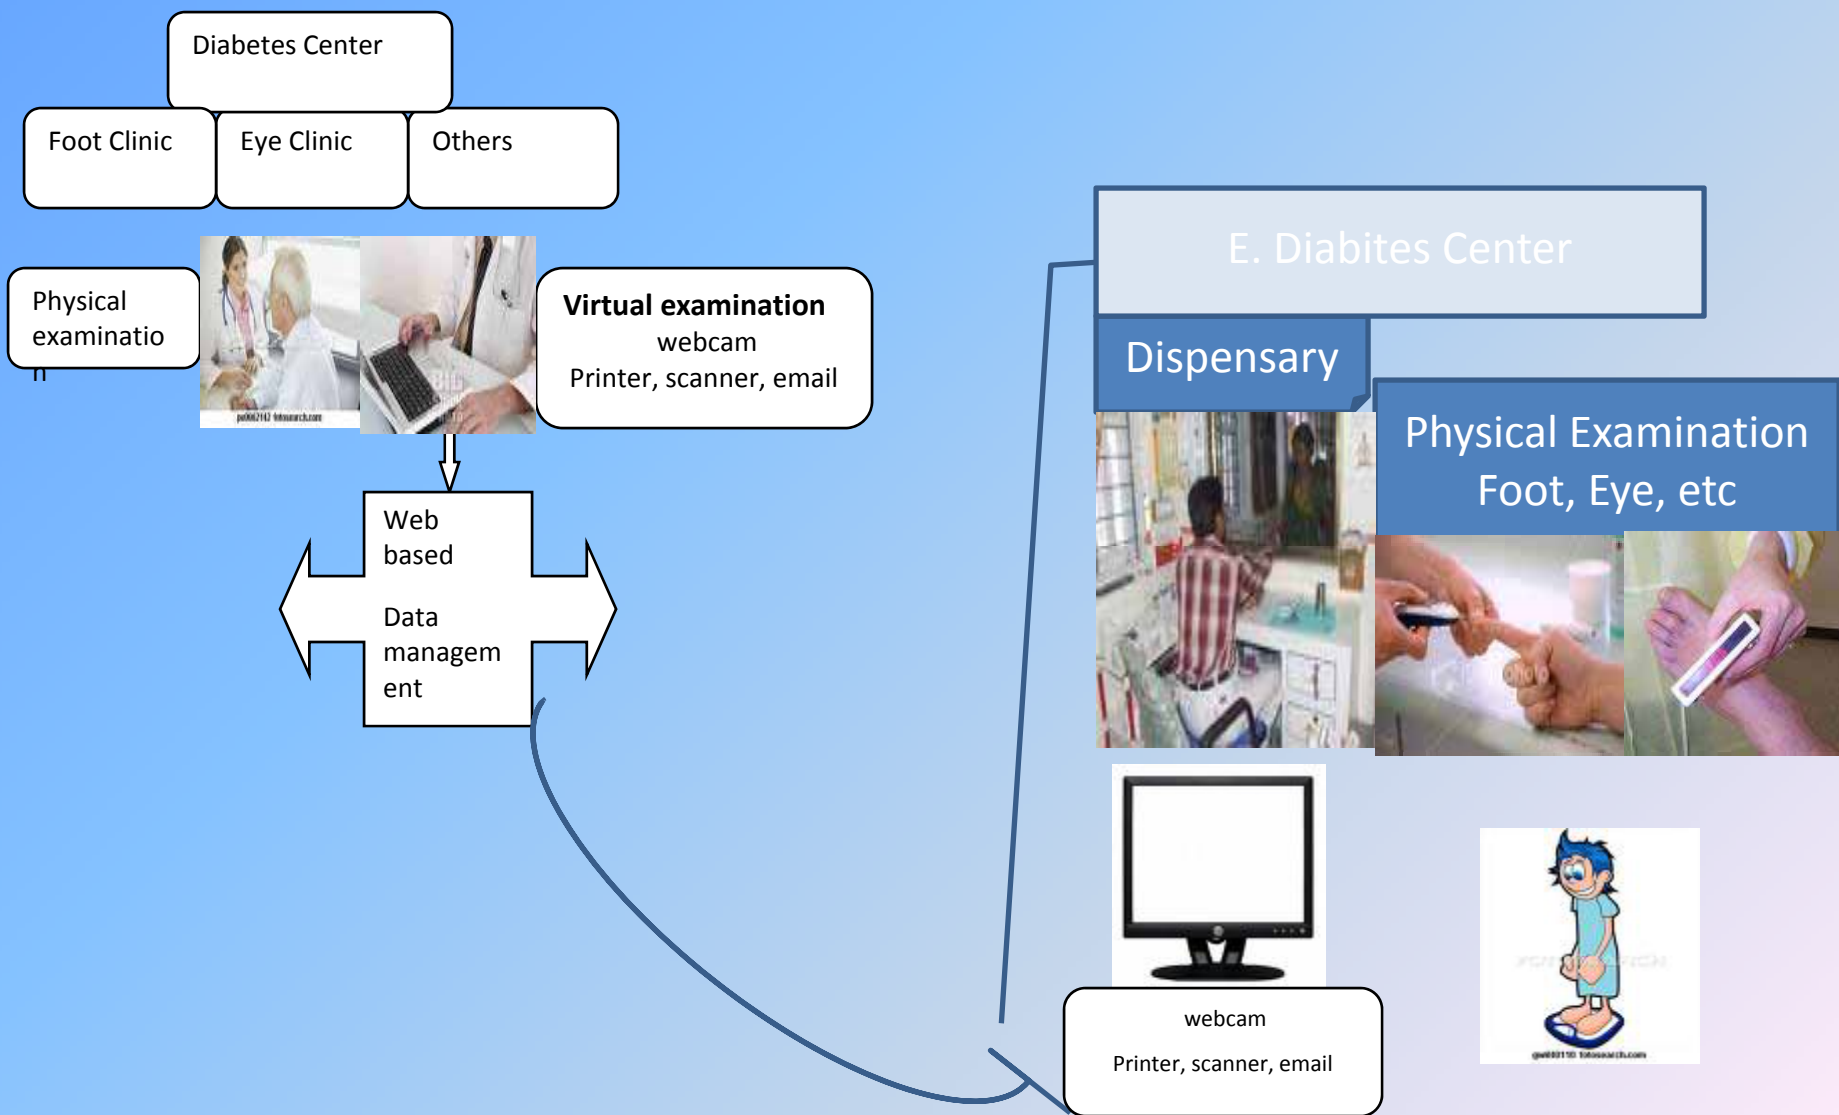 Diabetes Center
Foot Clinic
Eye Clinic
Others
Physical
examinatio
n
Virtual examination
webcam
Printer, scanner, email
Web
based
Data
managem
ent
E. Diabites Center
Dispensary
Physical Examination
Foot, Eye, etc
webcam
Printer, scanner, email